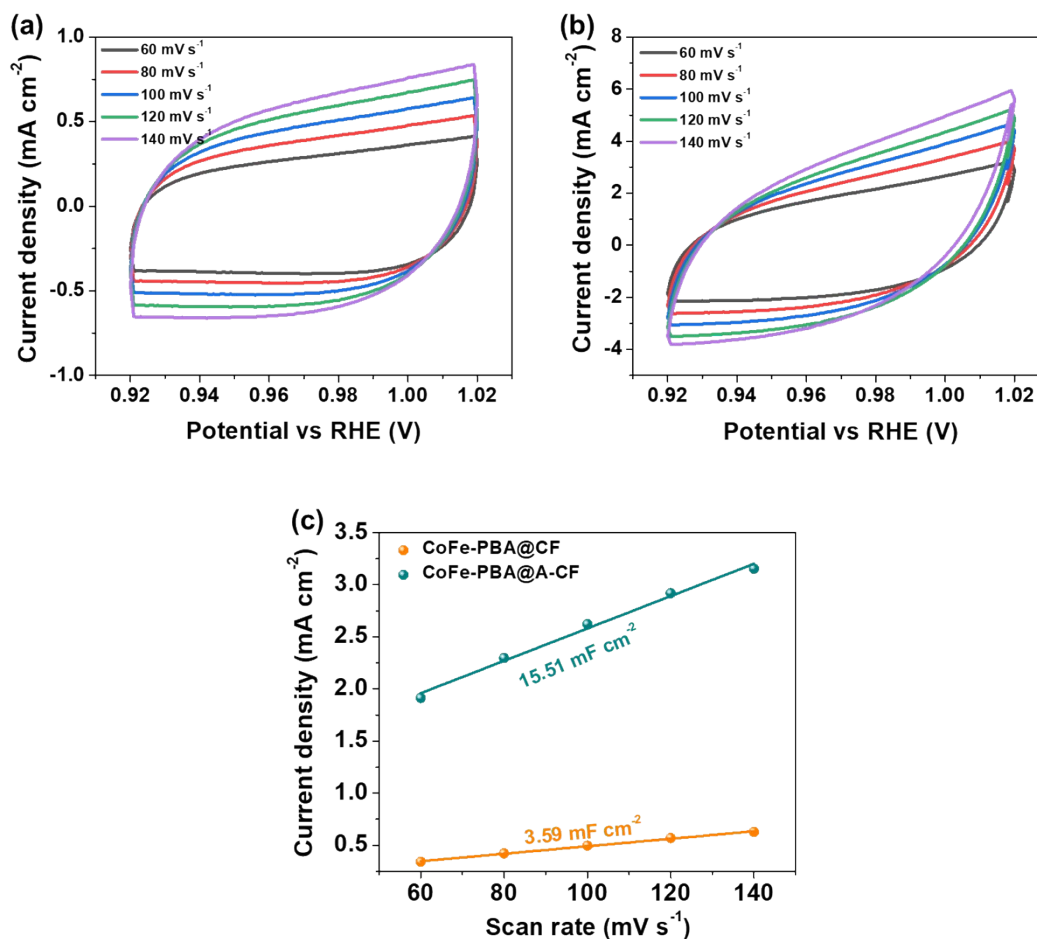 (a)
60 mV s⁻¹
80 mV s⁻¹
100 mV s⁻¹
120 mV s⁻¹
140 mV s⁻¹
1.0
0.5
0.0
-0.5
-1.0
0.92
0.94
0.96
0.98
1.00
1.02
Current density (mA cm⁻²)
Potential vs RHE (V)
(b)
60 mV s⁻¹
80 mV s⁻¹
100 mV s⁻¹
120 mV s⁻¹
140 mV s⁻¹
8
6
4
2
0
-2
-4
0.92
0.94
0.96
0.98
1.00
1.02
Current density (mA cm⁻²)
Potential vs RHE (V)
(c)
CoFe-PBA@CF
CoFe-PBA@A-CF
15.51 mF cm⁻²
3.59 mF cm⁻²
3.5
3.0
2.5
2.0
1.5
1.0
0.5
60
80
100
120
140
Current density (mA cm⁻²)
Scan rate (mV s⁻¹)